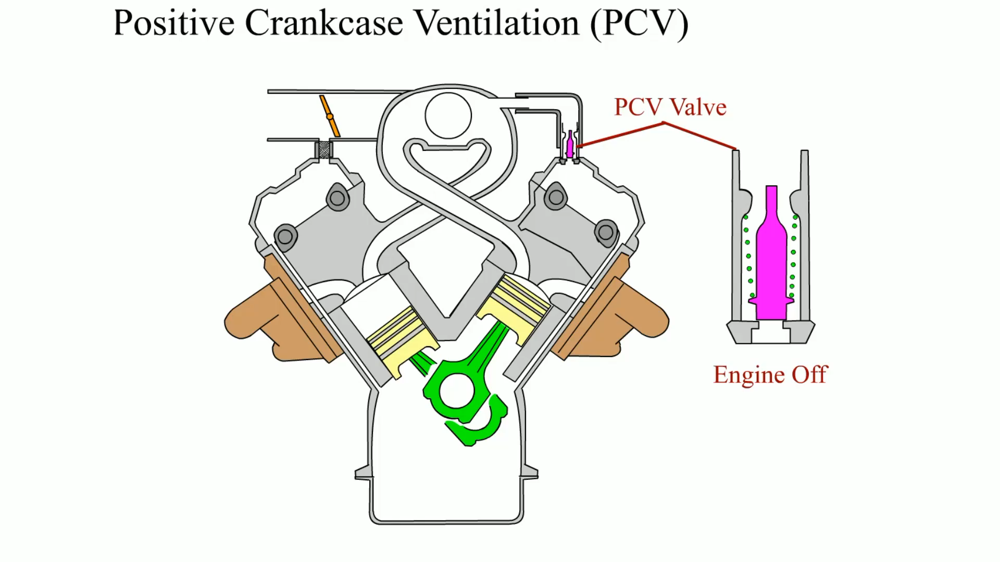 Positive Crankcase Ventilation (PCV)
PCV Valve
Engine Off